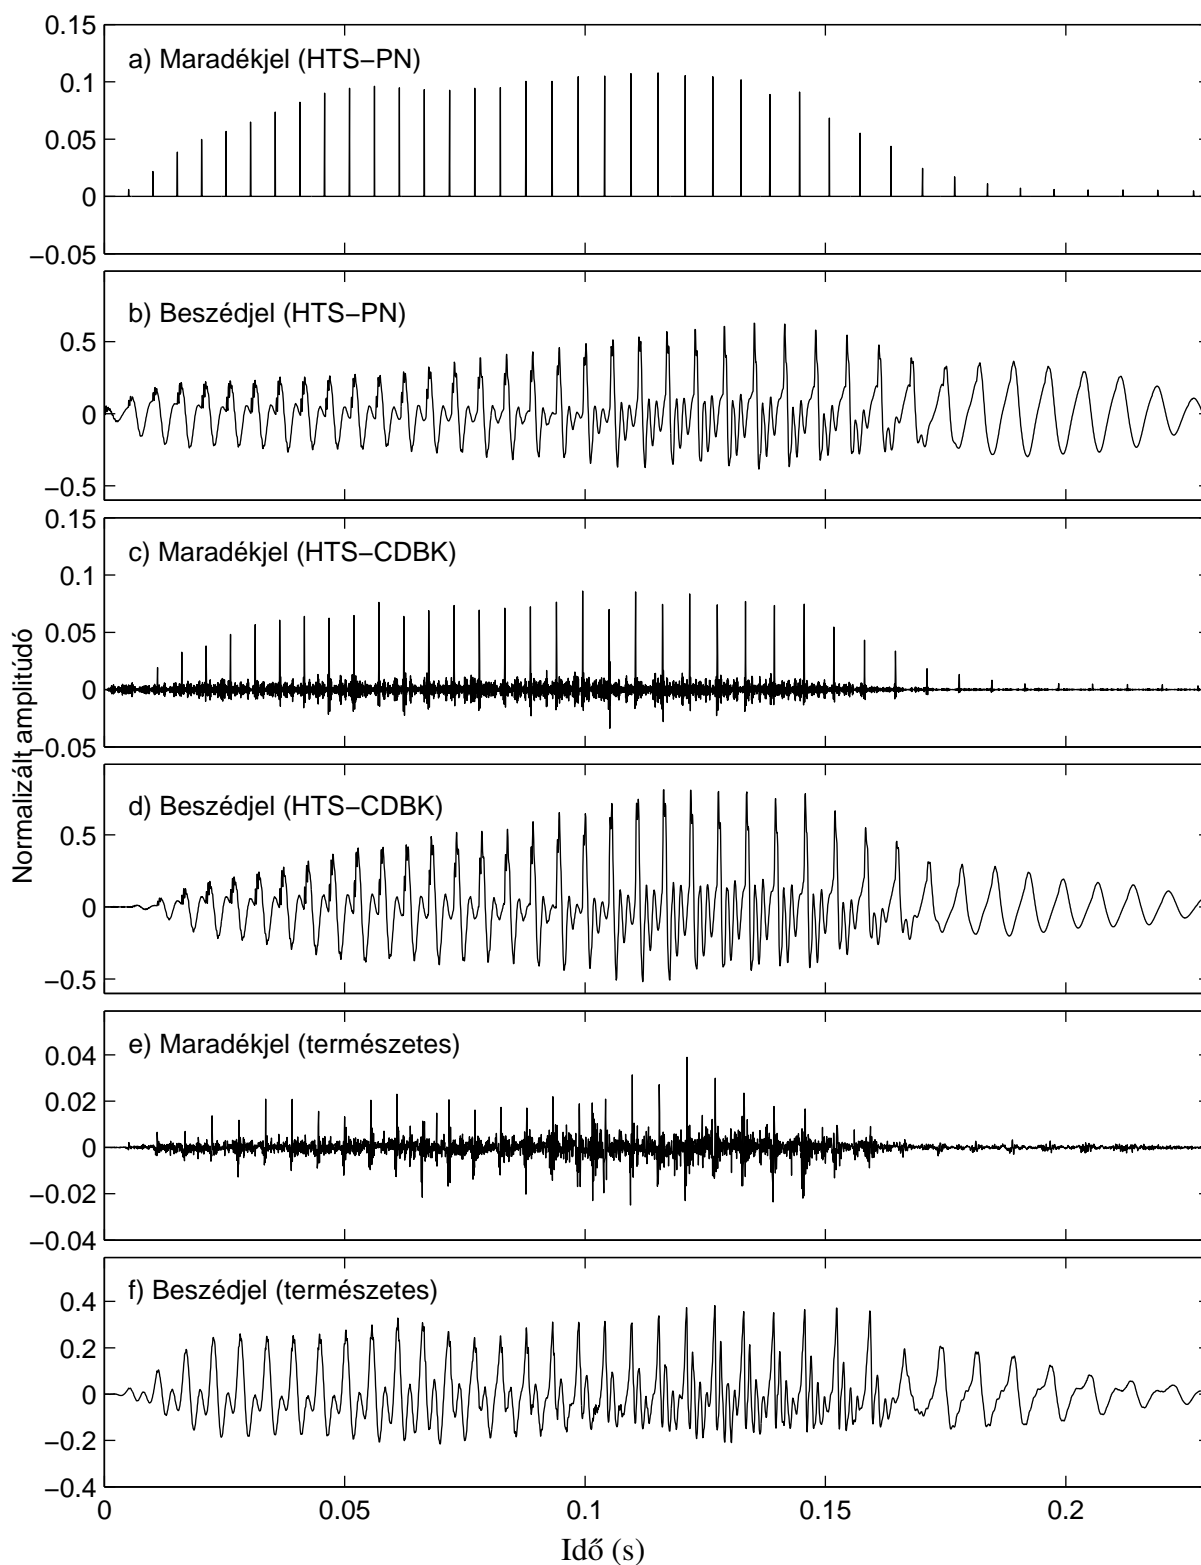 0.15
a) Maradékjel (HTS−PN)
0.1
0.05
0
−0.05
b) Beszédjel (HTS−PN)
0.5
0
−0.5
0.15
c) Maradékjel (HTS−CDBK)
0.1
0.05
0
−0.05
Normalizált amplítúdó
d) Beszédjel (HTS−CDBK)
0.5
0
−0.5
e) Maradékjel (természetes)
0.04
0.02
0
−0.02
−0.04
f) Beszédjel (természetes)
0.4
0.2
0
−0.2
−0.4
0 0.05 0.1 0.15 0.2
Idő (s)